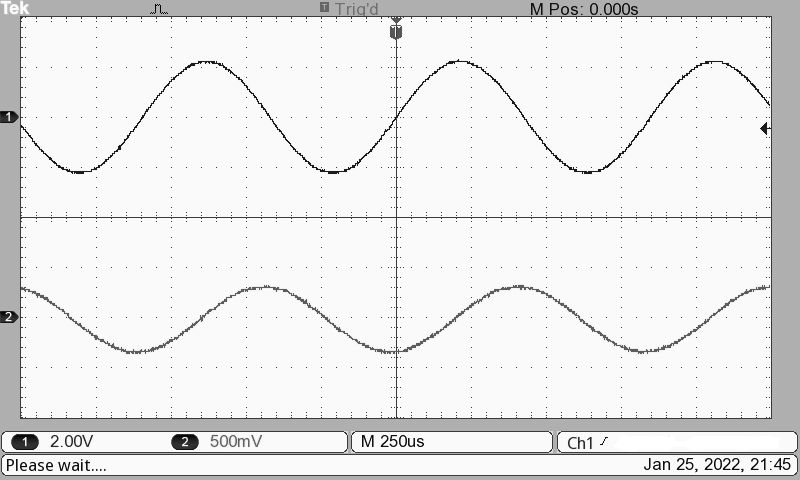 Tek Trig'd M Pos: 0.000s
T
T
1
2
1 2.00V 2 500mV M 250us Ch1
Please wait.... Jan 25, 2022, 21:45